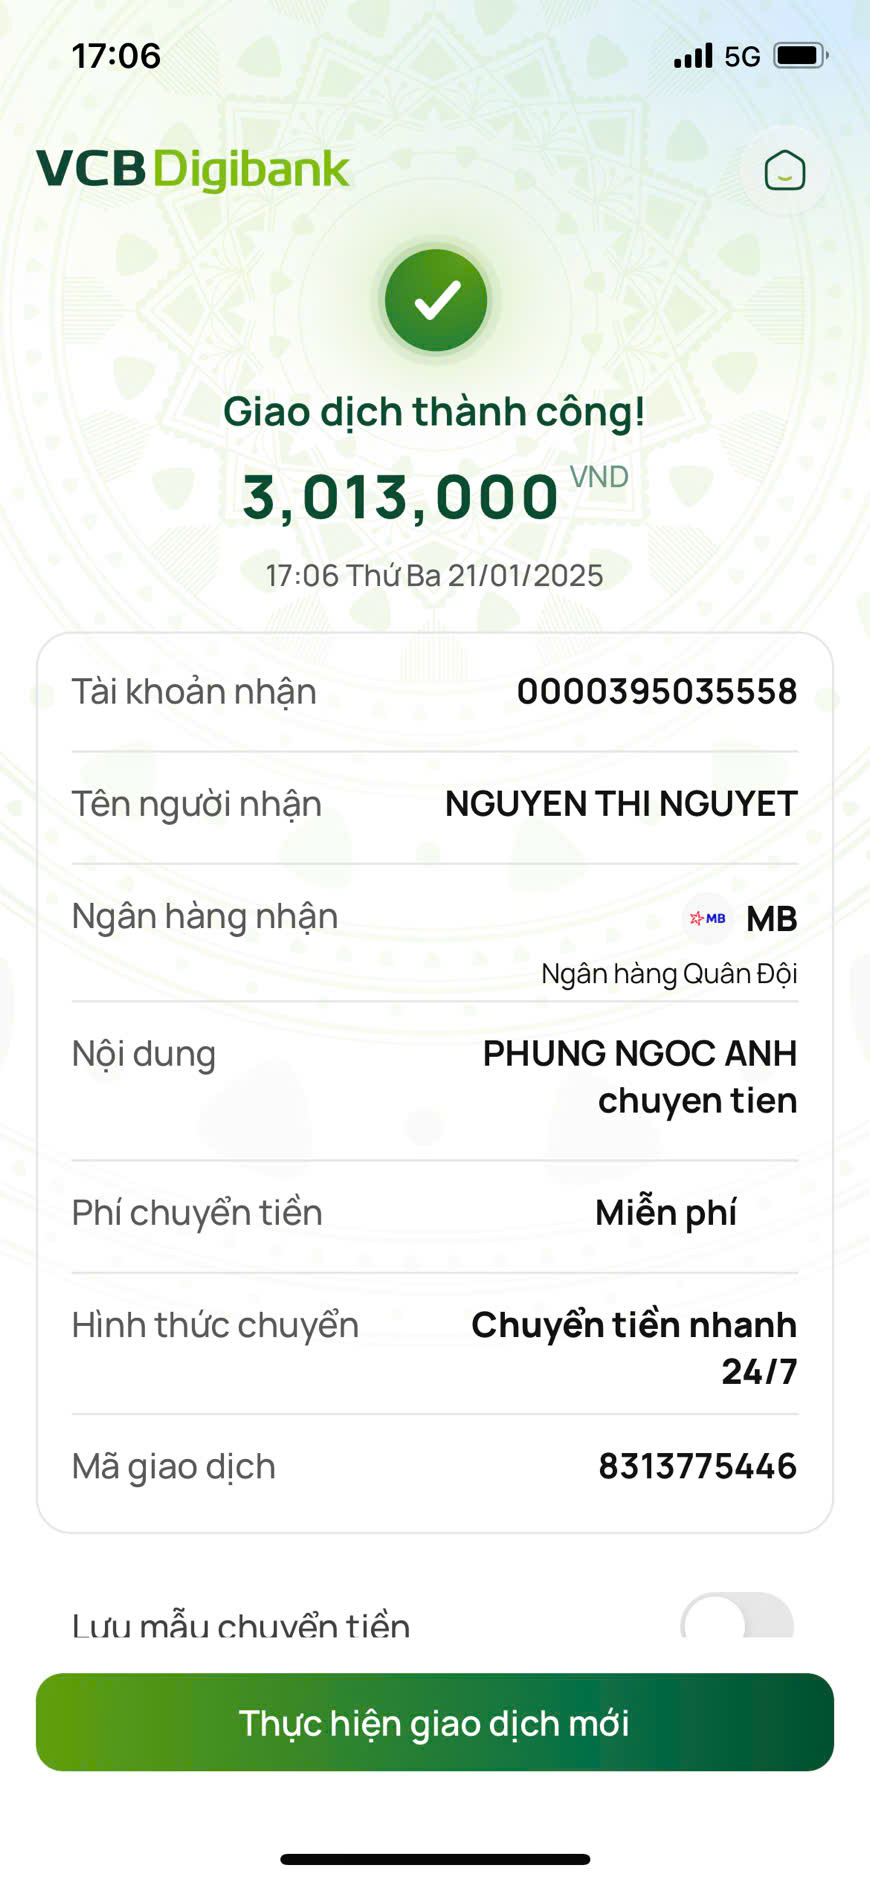 17:06 5G
VCB Digibank
Giao dịch thành công!
3,013,000 VND
17:06 Thứ Ba 21/01/2025
Tài khoản nhận 0000395035558
Tên người nhận NGUYEN THI NGUYET
Ngân hàng nhận MB MB
Ngân hàng Quân Đội
Nội dung PHUNG NGOC ANH
chuyen tien
Phí chuyển tiền Miễn phí
Hình thức chuyển Chuyển tiền nhanh
24/7
Mã giao dịch 8313775446
Lưu mẫu chuyển tiền
Thực hiện giao dịch mới